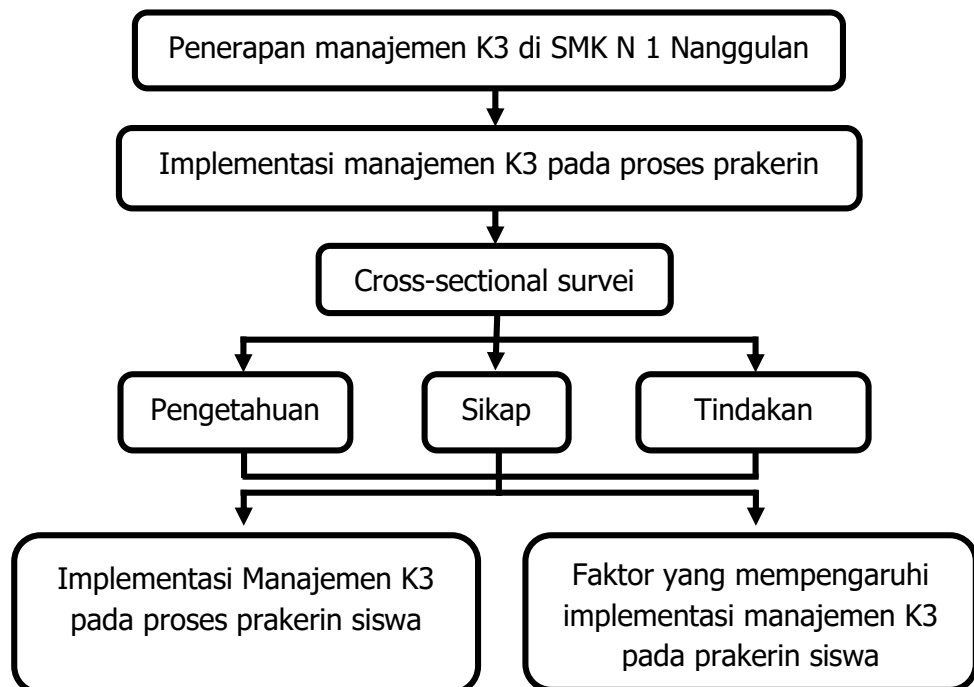 Penerapan manajemen K3 di SMK N 1 Nanggulan
Implementasi manajemen K3 pada proses prakerin
Cross-sectional survei
Pengetahuan
Sikap
Tindakan
Implementasi Manajemen K3
pada proses prakerin siswa
Faktor yang mempengaruhi
implementasi manajemen K3
pada prakerin siswa